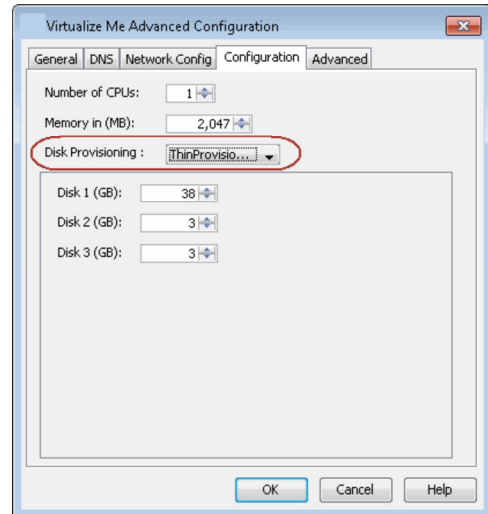 Virtualize Me Advanced Configuration
General DNS Network Config Configuration Advanced
Number of CPUs: 1
Memory in (MB): 2,047
Disk Provisioning : ThinProvisio...
Disk 1 (GB): 38
Disk 2 (GB): 3
Disk 3 (GB): 3
OK Cancel Help